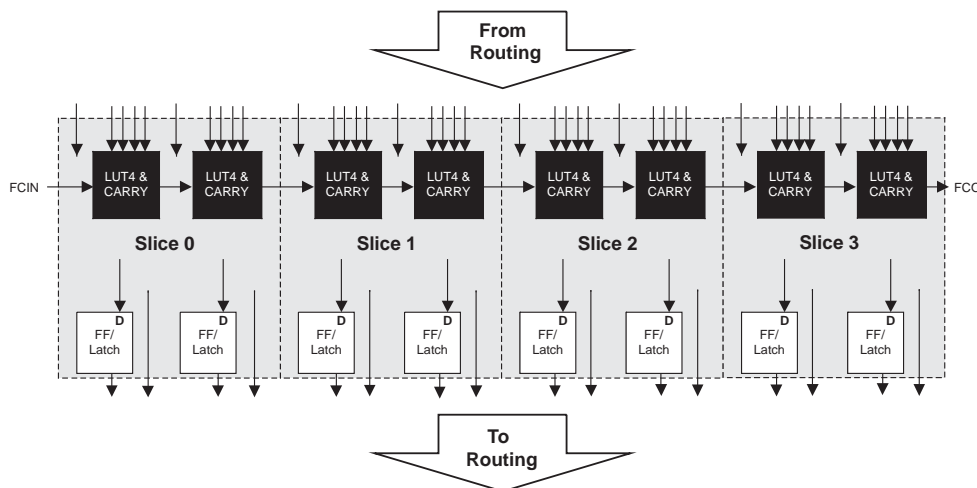 From
Routing
LUT4 & LUT4 & LUT4 & LUT4 & LUT4 & LUT4 & LUT4 & LUT4 &
FCIN CARRY CARRY CARRY CARRY CARRY CARRY CARRY CARRY
Slice 0 Slice 1 Slice 2 Slice 3
D D D D D D D D
FF/ FF/ FF/ FF/ FF/ FF/ FF/ FF/
Latch Latch Latch Latch Latch Latch Latch Latch
To
Routing